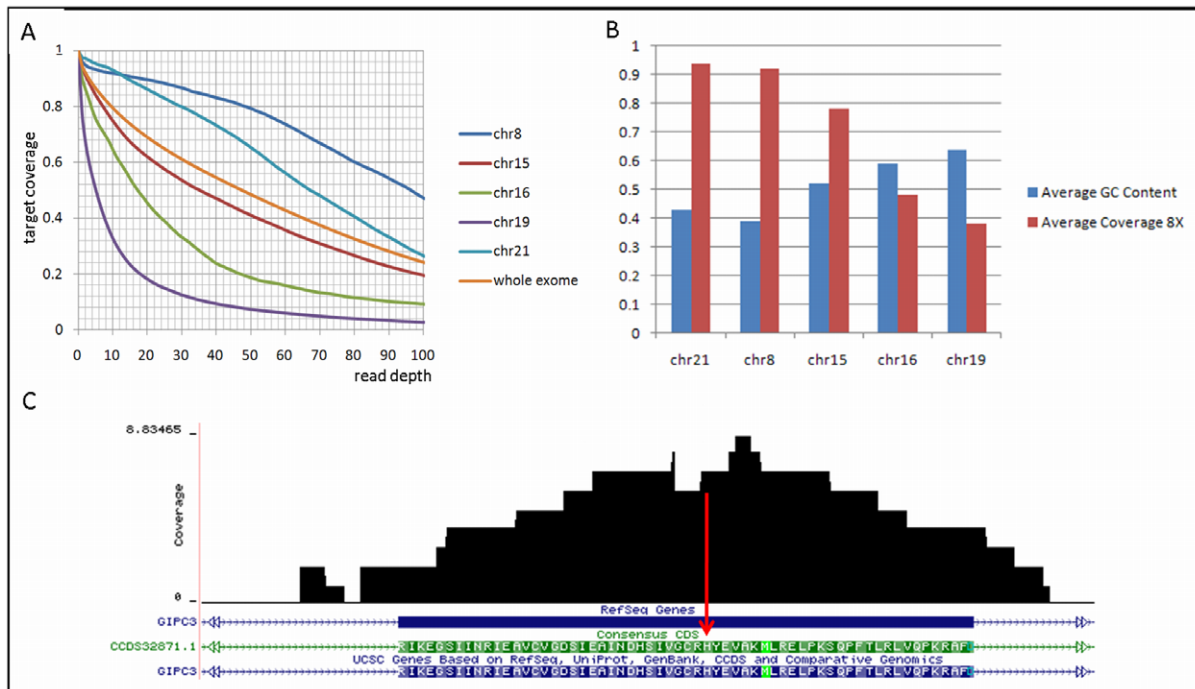 A
1
0.8
0.6
0.4
0.2
0
target coverage
0 10 20 30 40 50 60 70 80 90 100
read depth
chr8
chr15
chr16
chr19
chr21
whole exome
B
1
0.9
0.8
0.7
0.6
0.5
0.4
0.3
0.2
0.1
0
chr21 chr8 chr15 chr16 chr19
Average GC Content
Average Coverage 8X
C
8.83465
Coverage
0
RefSeq Genes
GIPC3
Consensus CDS
CCDS32871.1
RIKEGSIINRIEAVCVGDSIEAINDHSIVGCRHYEVAKMLRELPKSQPFTLRLVQPKRAF
UCSC Genes Based on RefSeq, UniProt, GenBank, CCDS and Comparative Genomics
GIPC3
RIKEGSIINRIEAVCVGDSIEAINDHSIVGCRHYEVAKMLRELPKSQPFTLRLVQPKRAF